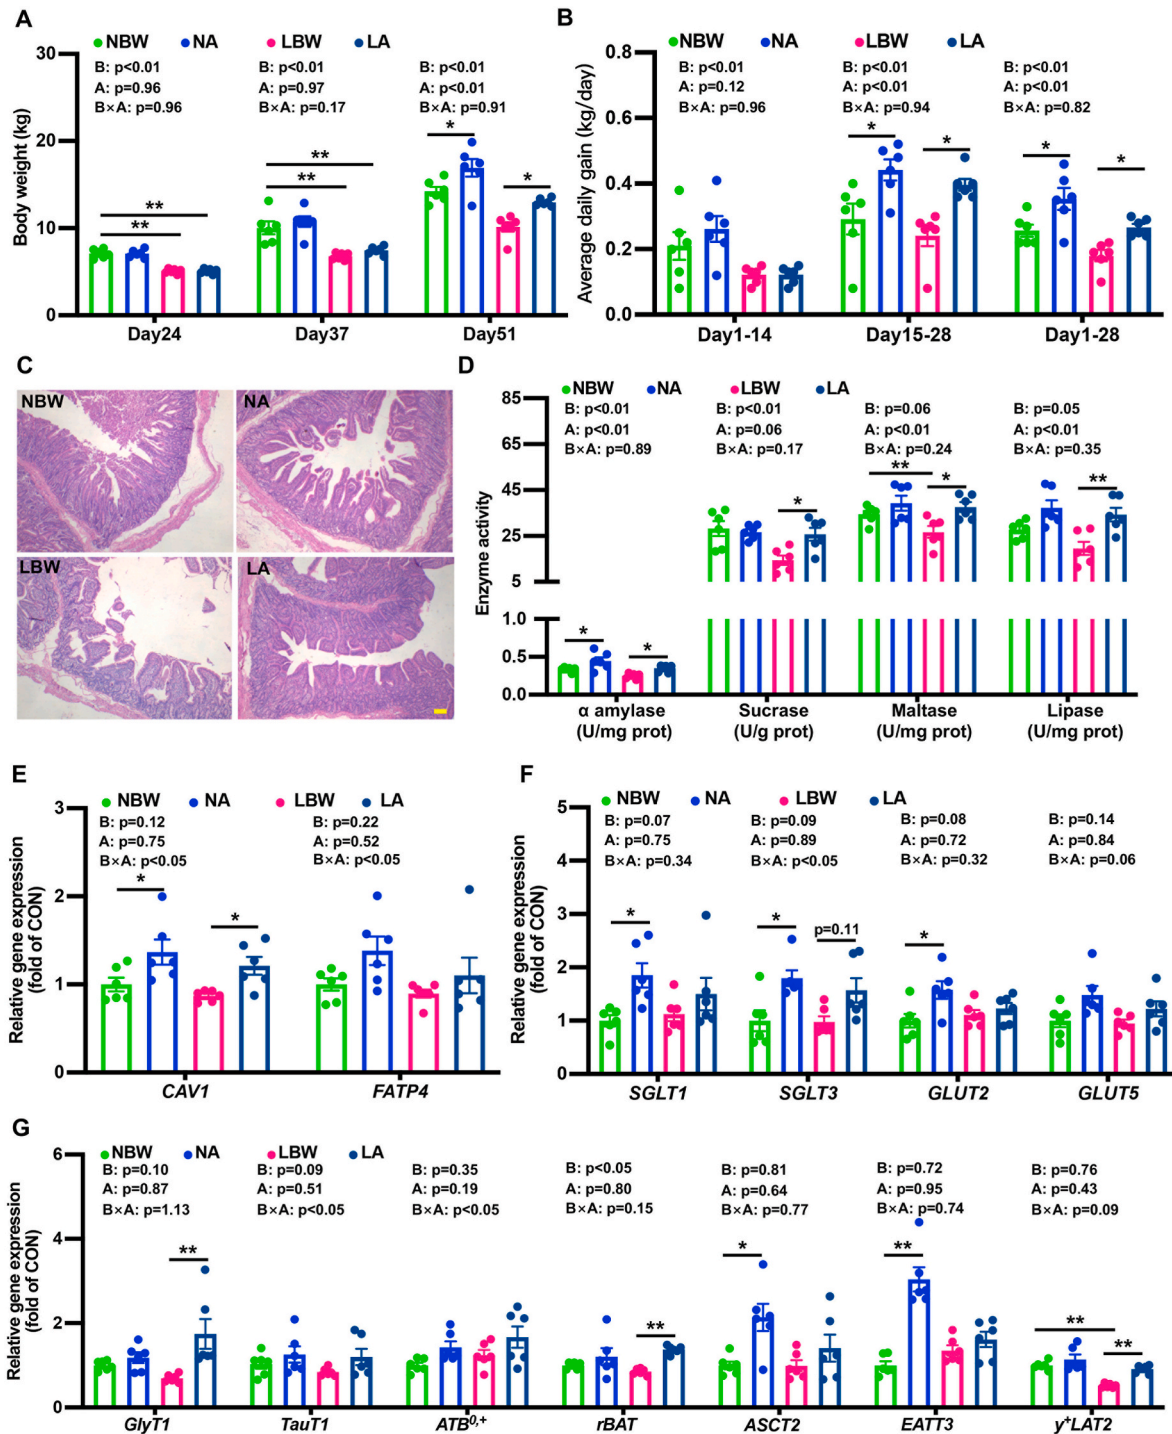 A
NBW NA LBW LA
B: p<0.01 B: p<0.01 B: p<0.01
A: p=0.96 A: p=0.97 A: p<0.01
B×A: p=0.96 B×A: p=0.17 B×A: p=0.91
Body weight (kg)
30
20
10
0
** ** ** ** * *
Day24 Day37 Day51
B
NBW NA LBW LA
B: p<0.01 B: p<0.01 B: p<0.01
A: p=0.12 A: p<0.01 A: p<0.01
B×A: p=0.96 B×A: p=0.94 B×A: p=0.82
Average daily gain (kg/day)
0.8
0.6
0.4
0.2
0.0
* * * *
Day1-14 Day15-28 Day1-28
C
NBW NA
LBW LA
D
NBW NA LBW LA
B: p<0.01 B: p<0.01 B: p=0.06 B: p=0.05
A: p<0.01 A: p=0.06 A: p<0.01 A: p<0.01
B×A: p=0.89 B×A: p=0.17 B×A: p=0.24 B×A: p=0.35
Enzyme activity
85
65
45
25
5
1.0
0.5
0.0
* * * ** * **
α amylase Sucrase Maltase Lipase
(U/mg prot) (U/g prot) (U/mg prot) (U/mg prot)
E
NBW NA LBW LA
B: p=0.12 B: p=0.22
A: p=0.75 A: p=0.52
B×A: p<0.05 B×A: p<0.05
Relative gene expression
(fold of CON)
3
2
1
0
* *
CAV1 FATP4
F
NBW NA LBW LA
B: p=0.07 B: p=0.09 B: p=0.08 B: p=0.14
A: p=0.75 A: p=0.89 A: p=0.72 A: p=0.84
B×A: p=0.34 B×A: p<0.05 B×A: p=0.32 B×A: p=0.06
Relative gene expression
(fold of CON)
5
4
3
2
1
0
* * p=0.11 *
SGLT1 SGLT3 GLUT2 GLUT5
G
NBW NA LBW LA
B: p=0.10 B: p=0.09 B: p=0.35 B: p<0.05 B: p=0.81 B: p=0.72 B: p=0.76
A: p=0.87 A: p=0.51 A: p=0.19 A: p=0.80 A: p=0.64 A: p=0.95 A: p=0.43
B×A: p=1.13 B×A: p<0.05 B×A: p<0.05 B×A: p=0.15 B×A: p=0.77 B×A: p=0.74 B×A: p=0.09
Relative gene expression
(fold of CON)
6
4
2
0
** ** * ** ** **
GlyT1 TauT1 ATB0,+ rBAT ASCT2 EATT3 y+LAT2